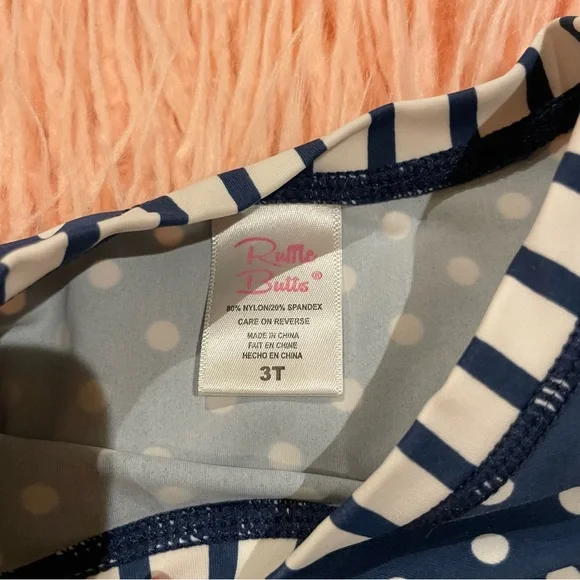 Ruffle
Butts®
80% NYLON/20% SPANDEX
CARE ON REVERSE
MADE IN CHINA
FAIT EN CHINE
HECHO EN CHINA
3T